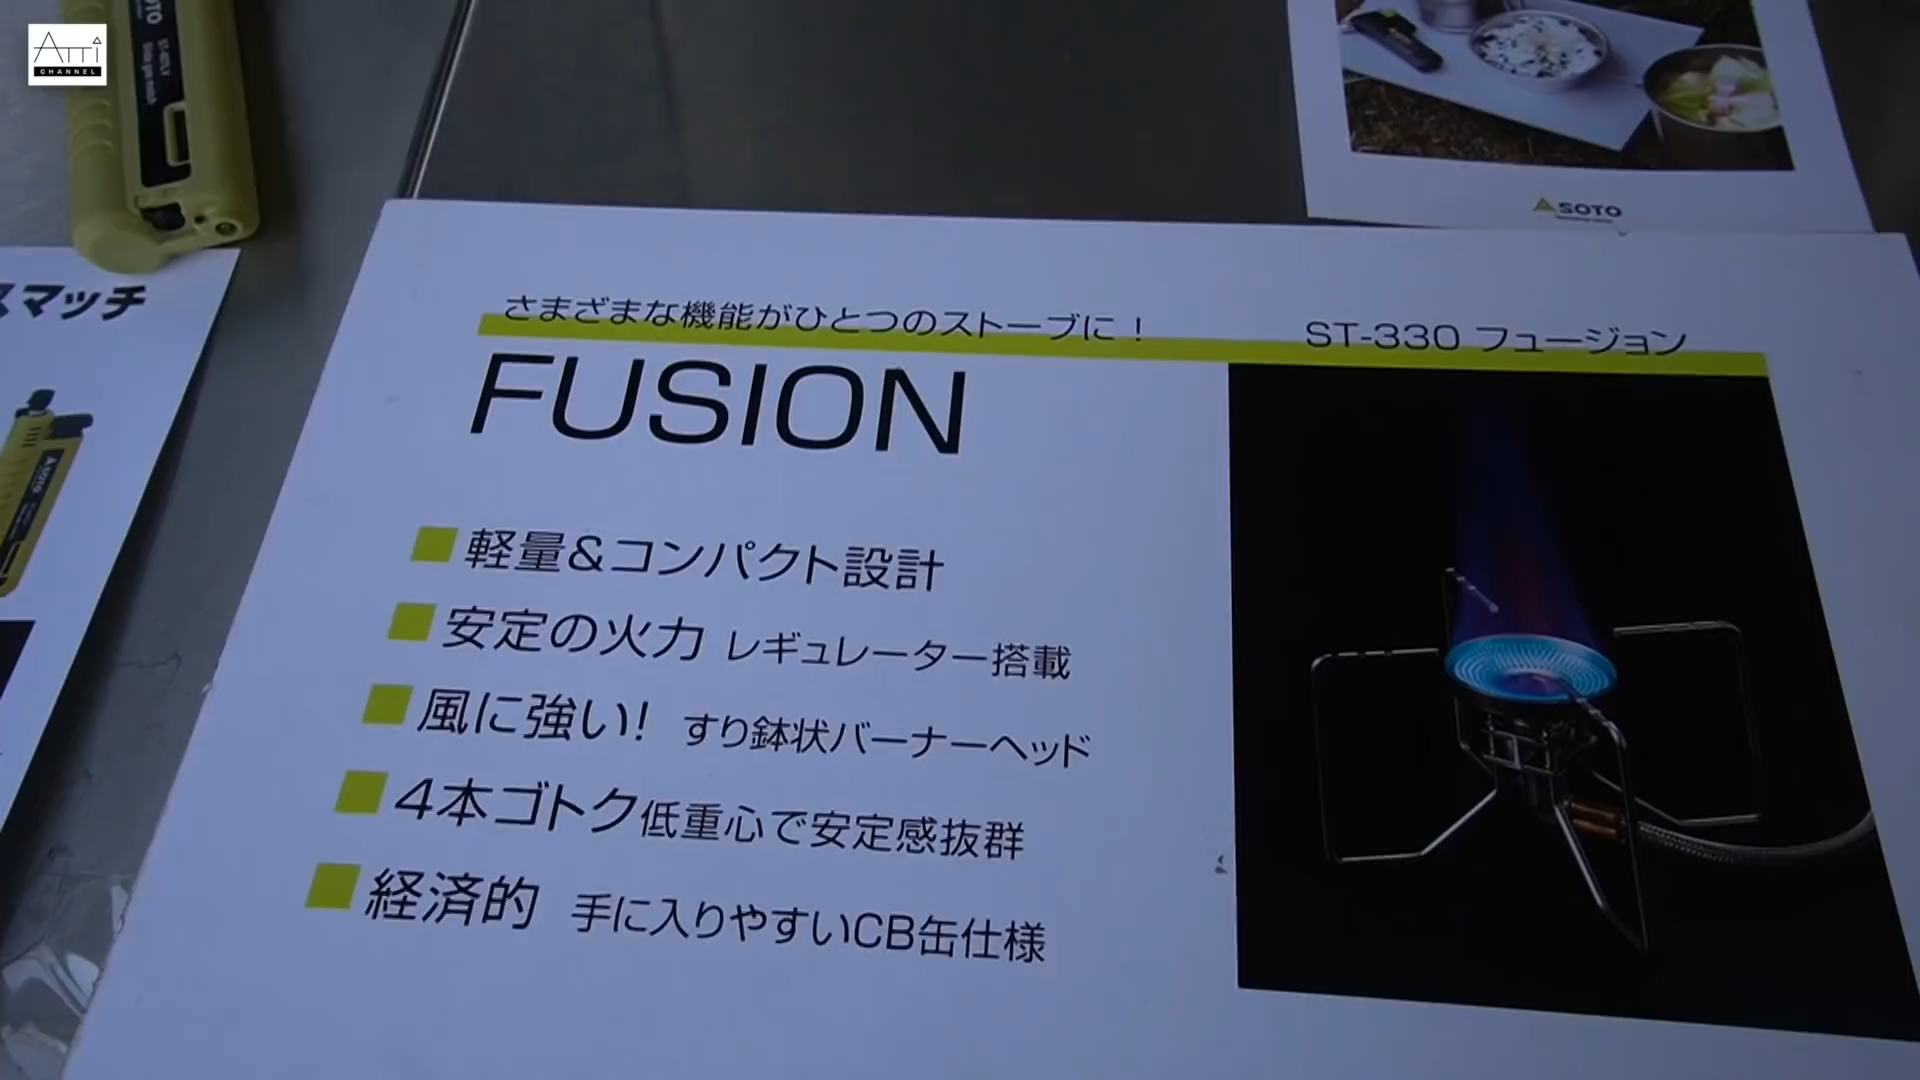 ATTi
CHANNEL
SOTO
スマッチ
SOTO
さまざまな機能がひとつのストーブに！
ST-330 フュージョン
FUSION
軽量&コンパクト設計
安定の火力 レギュレーター搭載
風に強い! すり鉢状バーナーヘッド
4本ゴトク低重心で安定感抜群
経済的 手に入りやすいCB缶仕様